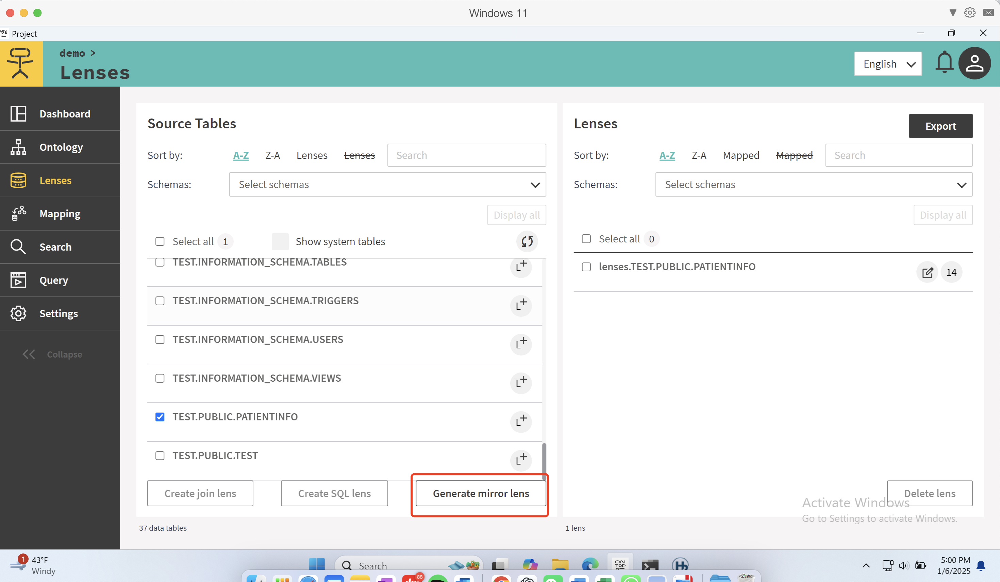 Windows 11
Project
demo >
Lenses
English
Dashboard
Ontology
Lenses
Mapping
Search
Query
Settings
Collapse
Source Tables
Sort by: A-Z Z-A Lenses Lenses Search
Schemas: Select schemas
Display all
Select all 1 Show system tables
TEST.INFORMATION_SCHEMA.TABLES L+
TEST.INFORMATION_SCHEMA.TRIGGERS L+
TEST.INFORMATION_SCHEMA.USERS L+
TEST.INFORMATION_SCHEMA.VIEWS L+
TEST.PUBLIC.PATIENTINFO L+
TEST.PUBLIC.TEST L+
Create join lens Create SQL lens Generate mirror lens
37 data tables
Lenses Export
Sort by: A-Z Z-A Mapped Mapped Search
Schemas: Select schemas
Display all
Select all 0
lenses.TEST.PUBLIC.PATIENTINFO 14
Delete lens
Activate Windows
Go to Settings to activate Windows.
1 lens
1 43°F
Windy
Search
ON
TOP
IC
5:00 PM
1/6/2025
88